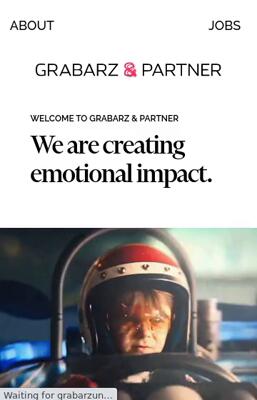 ABOUT JOBS
GRABARZ & PARTNER
WELCOME TO GRABARZ & PARTNER
We are creating
emotional impact.
Waiting for grabarzun...